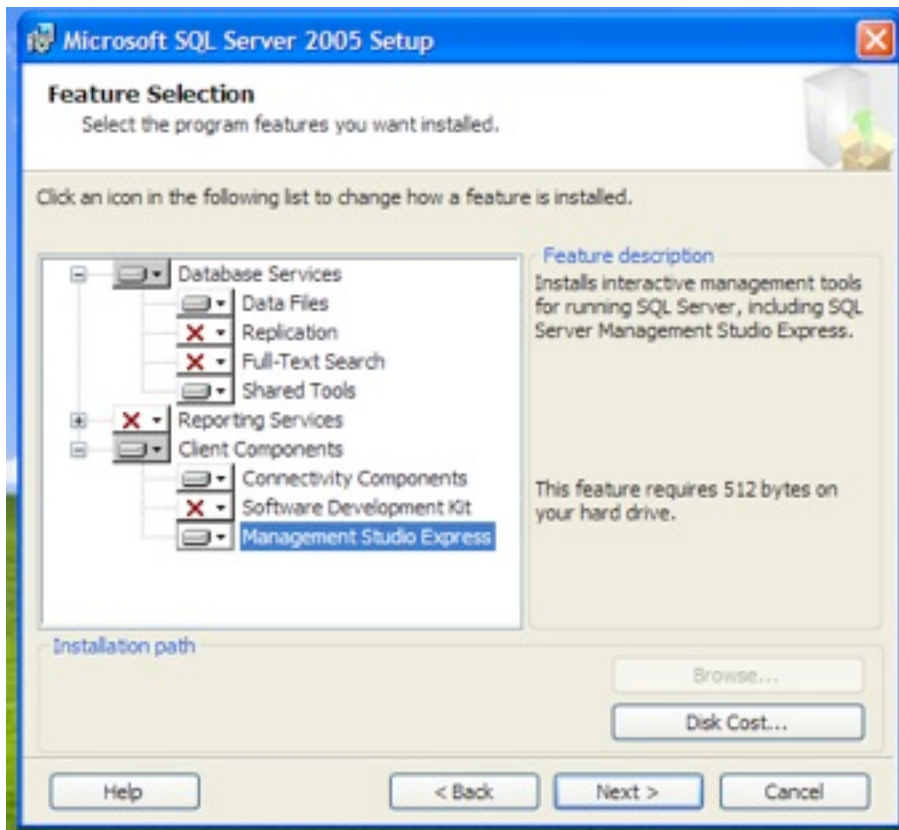 Microsoft SQL Server 2005 Setup
Feature Selection
Select the program features you want installed.
Click an icon in the following list to change how a feature is installed.
Database Services
Data Files
Replication
Full-Text Search
Shared Tools
Reporting Services
Client Components
Connectivity Components
Software Development Kit
Management Studio Express
Feature description
Installs interactive management tools
for running SQL Server, including SQL
Server Management Studio Express.
This feature requires 512 bytes on
your hard drive.
Installation path
Browse...
Disk Cost...
Help
< Back
Next >
Cancel